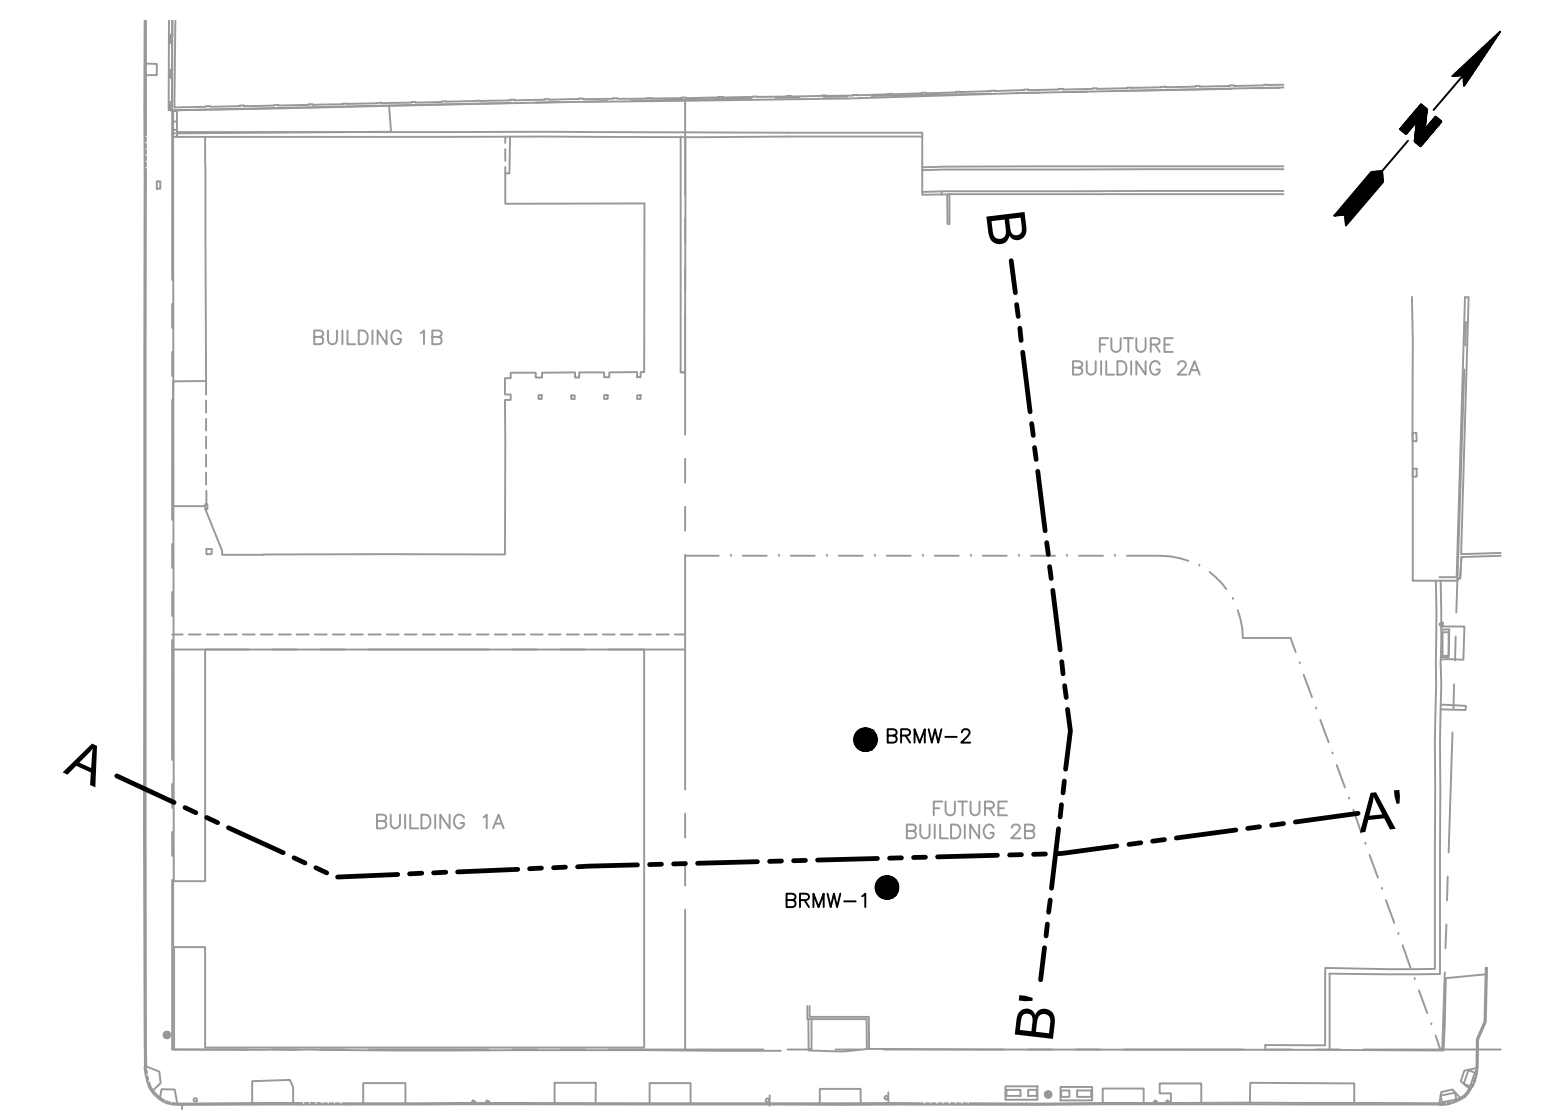 N
B
BUILDING 1B
FUTURE
BUILDING 2A
BRMW-2
A
FUTURE
BUILDING 2B
A'
BUILDING 1A
BRMW-1
B'